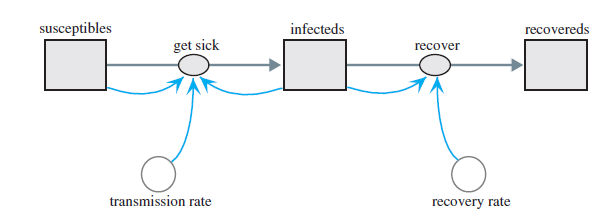 susceptibles
get sick
infecteds
recover
recovereds
transmission rate
recovery rate